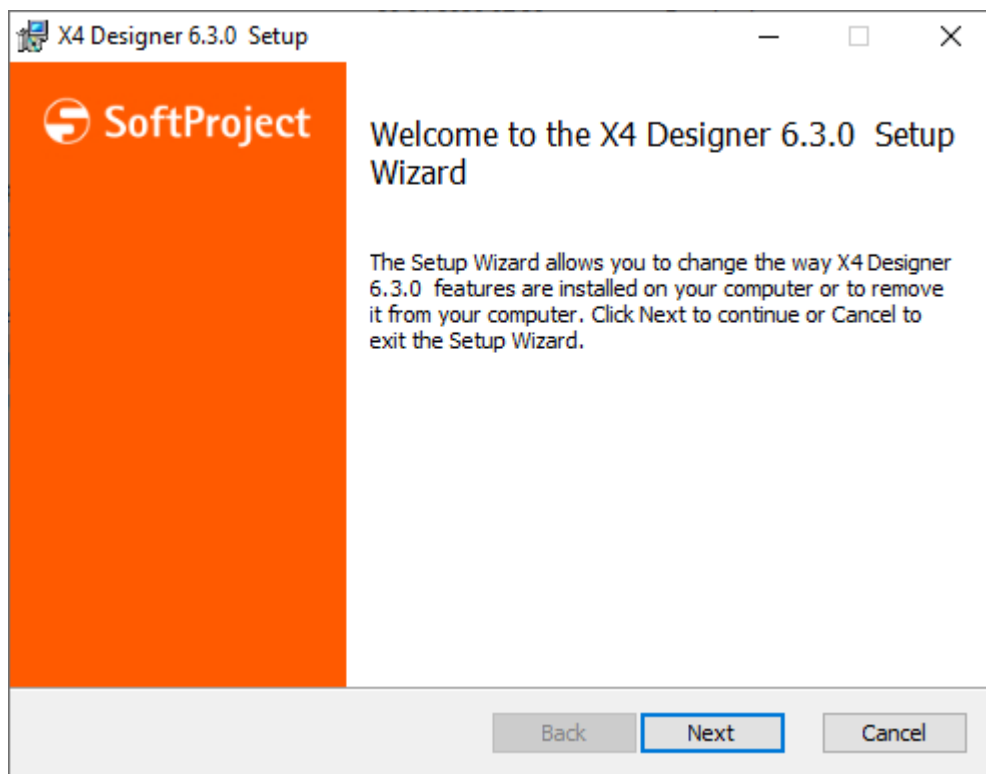 X4 Designer 6.3.0  Setup
SoftProject
Welcome to the X4 Designer 6.3.0  Setup
Wizard
The Setup Wizard allows you to change the way X4 Designer
6.3.0  features are installed on your computer or to remove
it from your computer. Click Next to continue or Cancel to
exit the Setup Wizard.
Back
Next
Cancel